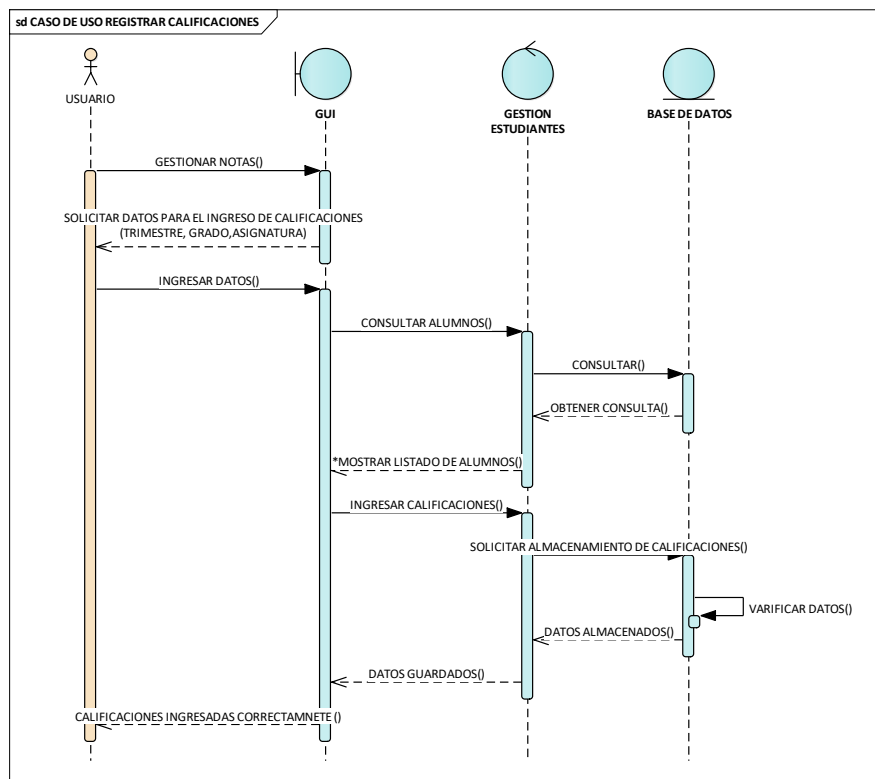 sd CASO DE USO REGISTRAR CALIFICACIONES
USUARIO
GUI
GESTION
ESTUDIANTES
BASE DE DATOS
GESTIONAR NOTAS()
SOLICITAR DATOS PARA EL INGRESO DE CALIFICACIONES
(TRIMESTRE, GRADO,ASIGNATURA)
INGRESAR DATOS()
CONSULTAR ALUMNOS()
CONSULTAR()
OBTENER CONSULTA()
*MOSTRAR LISTADO DE ALUMNOS()
INGRESAR CALIFICACIONES()
SOLICITAR ALMACENAMIENTO DE CALIFICACIONES()
VARIFICAR DATOS()
DATOS ALMACENADOS()
DATOS GUARDADOS()
CALIFICACIONES INGRESADAS CORRECTAMNETE ()